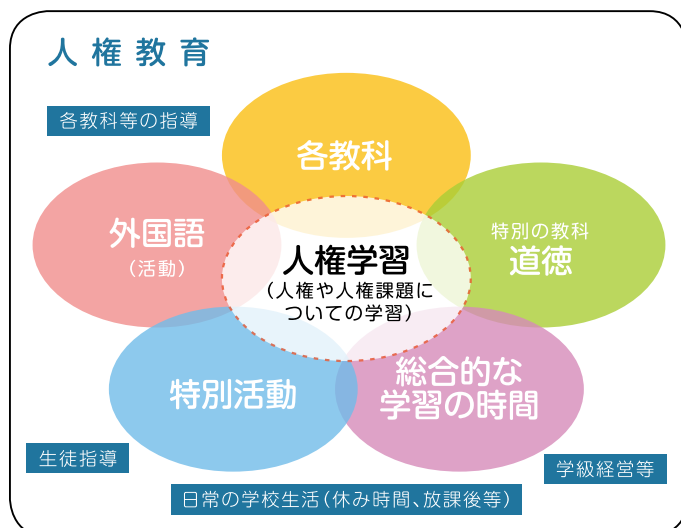 人権教育
各教科等の指導
各教科
外国語
（活動）
特別の教科
道徳
人権学習
（人権や人権課題に
ついての学習）
特別活動
総合的な
学習の時間
生徒指導
学級経営等
日常の学校生活（休み時間、放課後等）